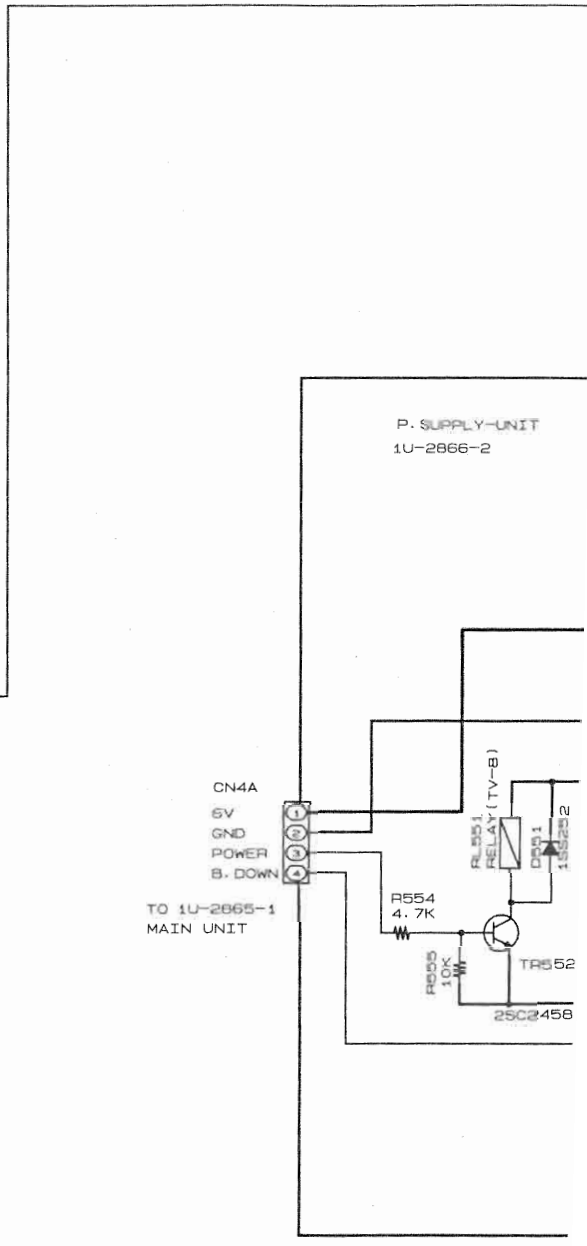 P. SUPPLY-UNIT
1U-2866-2
CN4A
6V
1
GND
2
POWER
3
B. DOWN
4
TO 1U-2865-1
MAIN UNIT
RL551
RELAY (TV-8)
D551
1SS252
R554
4.7K
R555
10K
TR552
2SC2458